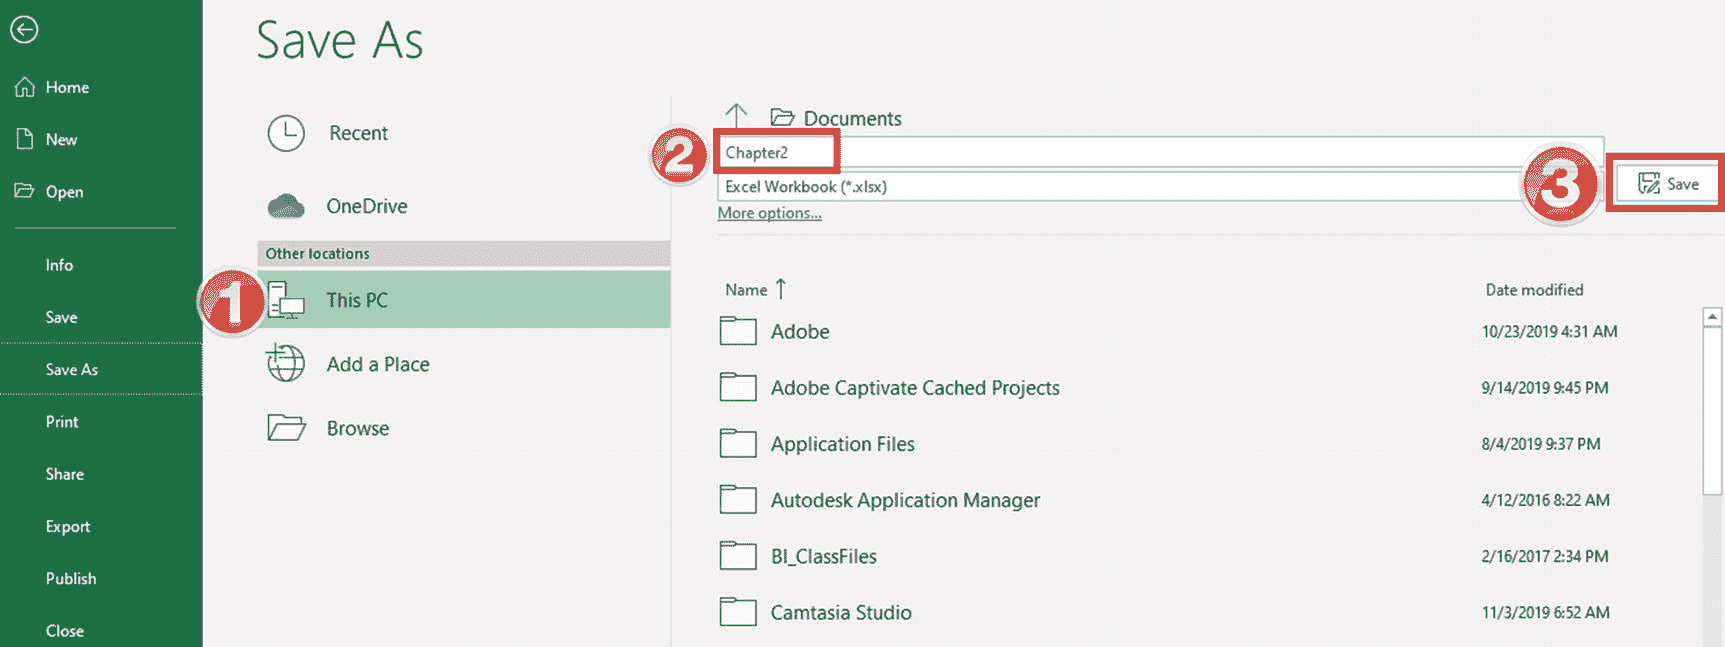 Save As
Home
New
Open
Info
Save
Save As
Print
Share
Export
Publish
Close
Recent
OneDrive
Other locations
1
This PC
Add a Place
Browse
Documents
2
Chapter2
Excel Workbook (*.xlsx)
More options...
3
Save
Name Date modified
Adobe 10/23/2019 4:31 AM
Adobe Captivate Cached Projects 9/14/2019 9:45 PM
Application Files 8/4/2019 9:37 PM
Autodesk Application Manager 4/12/2016 8:22 AM
BI_ClassFiles 2/16/2017 2:34 PM
Camtasia Studio 11/3/2019 6:52 AM